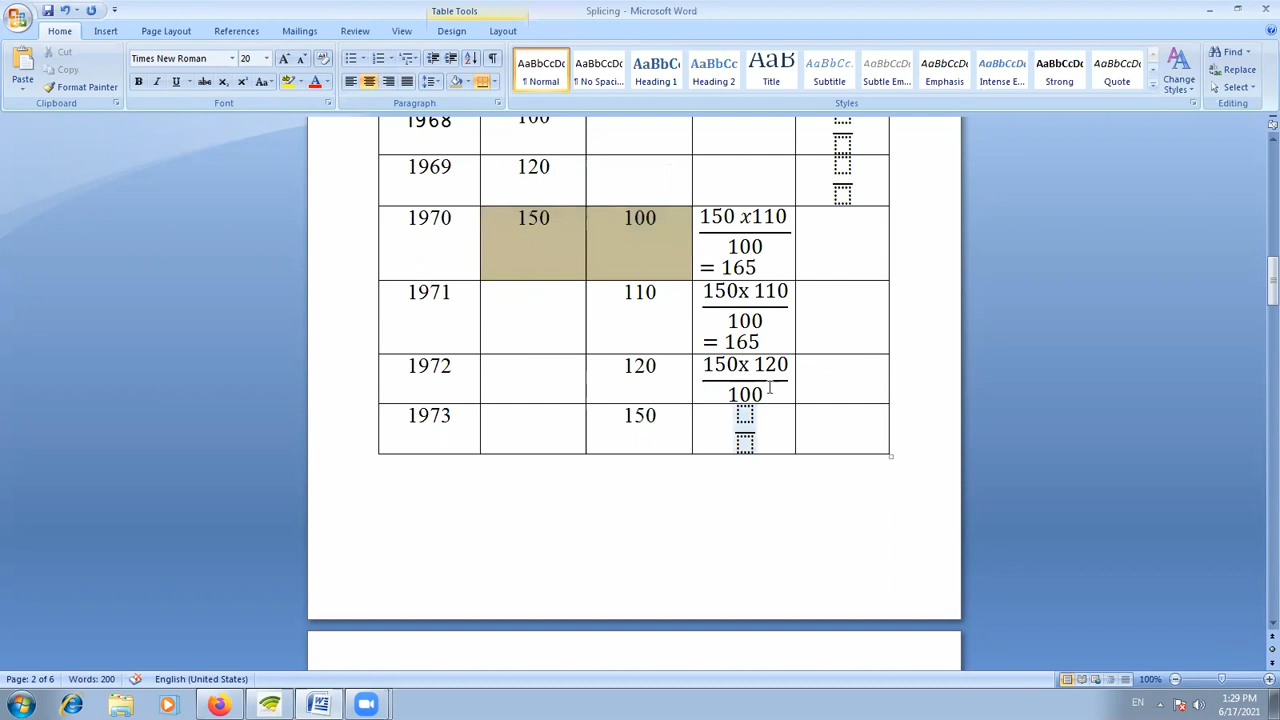 Table Tools
Splicing - Microsoft Word
Home Insert Page Layout References Mailings Review View Design Layout
Cut
Copy
Format Painter
Paste
Clipboard
Times New Roman 20
B I U abc x₂ x² Aa
Font
Paragraph
AaBbCcDc AaBbCcDc AaBbCc AaBbCc AaB AaBbCc. AaBbCcDc AaBbCcDc AaBbCcDc AaBbCcDc AaBbCcDc
¶ Normal ¶ No Spaci... Heading 1 Heading 2 Title Subtitle Subtle Em... Emphasis Intense E... Strong Quote
Styles
Change Styles
Find
Replace
Select
Editing
1968 100
1969 120
1970 150 100 150 x110
100
= 165
1971 110 150x 110
100
= 165
1972 120 150x 120
100
1973 150
Page: 2 of 6 Words: 200 English (United States) 100%
EN 1:29 PM
6/17/2021